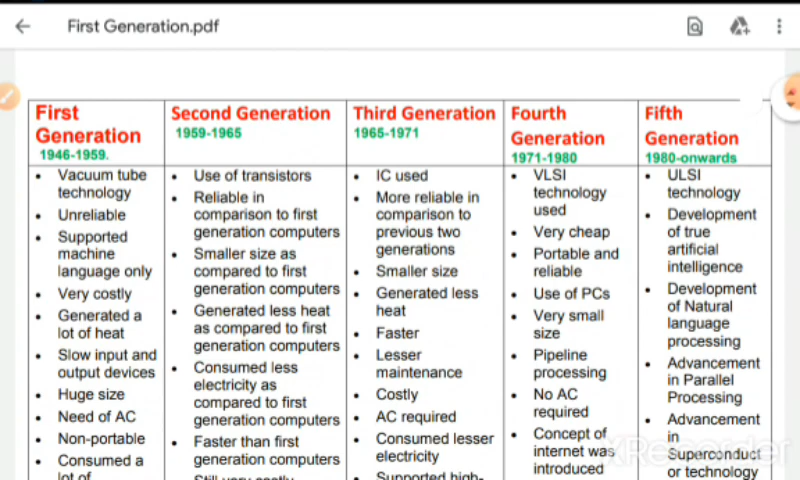 First Generation.pdf
First
Generation
1946-1959.
Second Generation
1959-1965
Third Generation
1965-1971
Fourth
Generation
1971-1980
Fifth
Generation
1980-onwards
• Vacuum tube
technology
• Unreliable
• Supported
machine
language only
• Very costly
• Generated a
lot of heat
• Slow input and
output devices
• Huge size
• Need of AC
• Non-portable
• Consumed a
lot of
• Use of transistors
• Reliable in
comparison to first
generation computers
• Smaller size as
compared to first
generation computers
• Generated less heat
as compared to first
generation computers
• Consumed less
electricity as
compared to first
generation computers
• Faster than first
generation computers
• Still very costly
• IC used
• More reliable in
comparison to
previous two
generations
• Smaller size
• Generated less
heat
• Faster
• Lesser
maintenance
• Costly
• AC required
• Consumed lesser
electricity
• Supported high-
• VLSI
technology
used
• Very cheap
• Portable and
reliable
• Use of PCs
• Very small
size
• Pipeline
processing
• No AC
required
• Concept of
internet was
introduced
• ULSI
technology
• Development
of true
artificial
intelligence
• Development
of Natural
language
processing
• Advancement
in Parallel
Processing
• Advancement
in
Superconduct
or technology
XRecorder